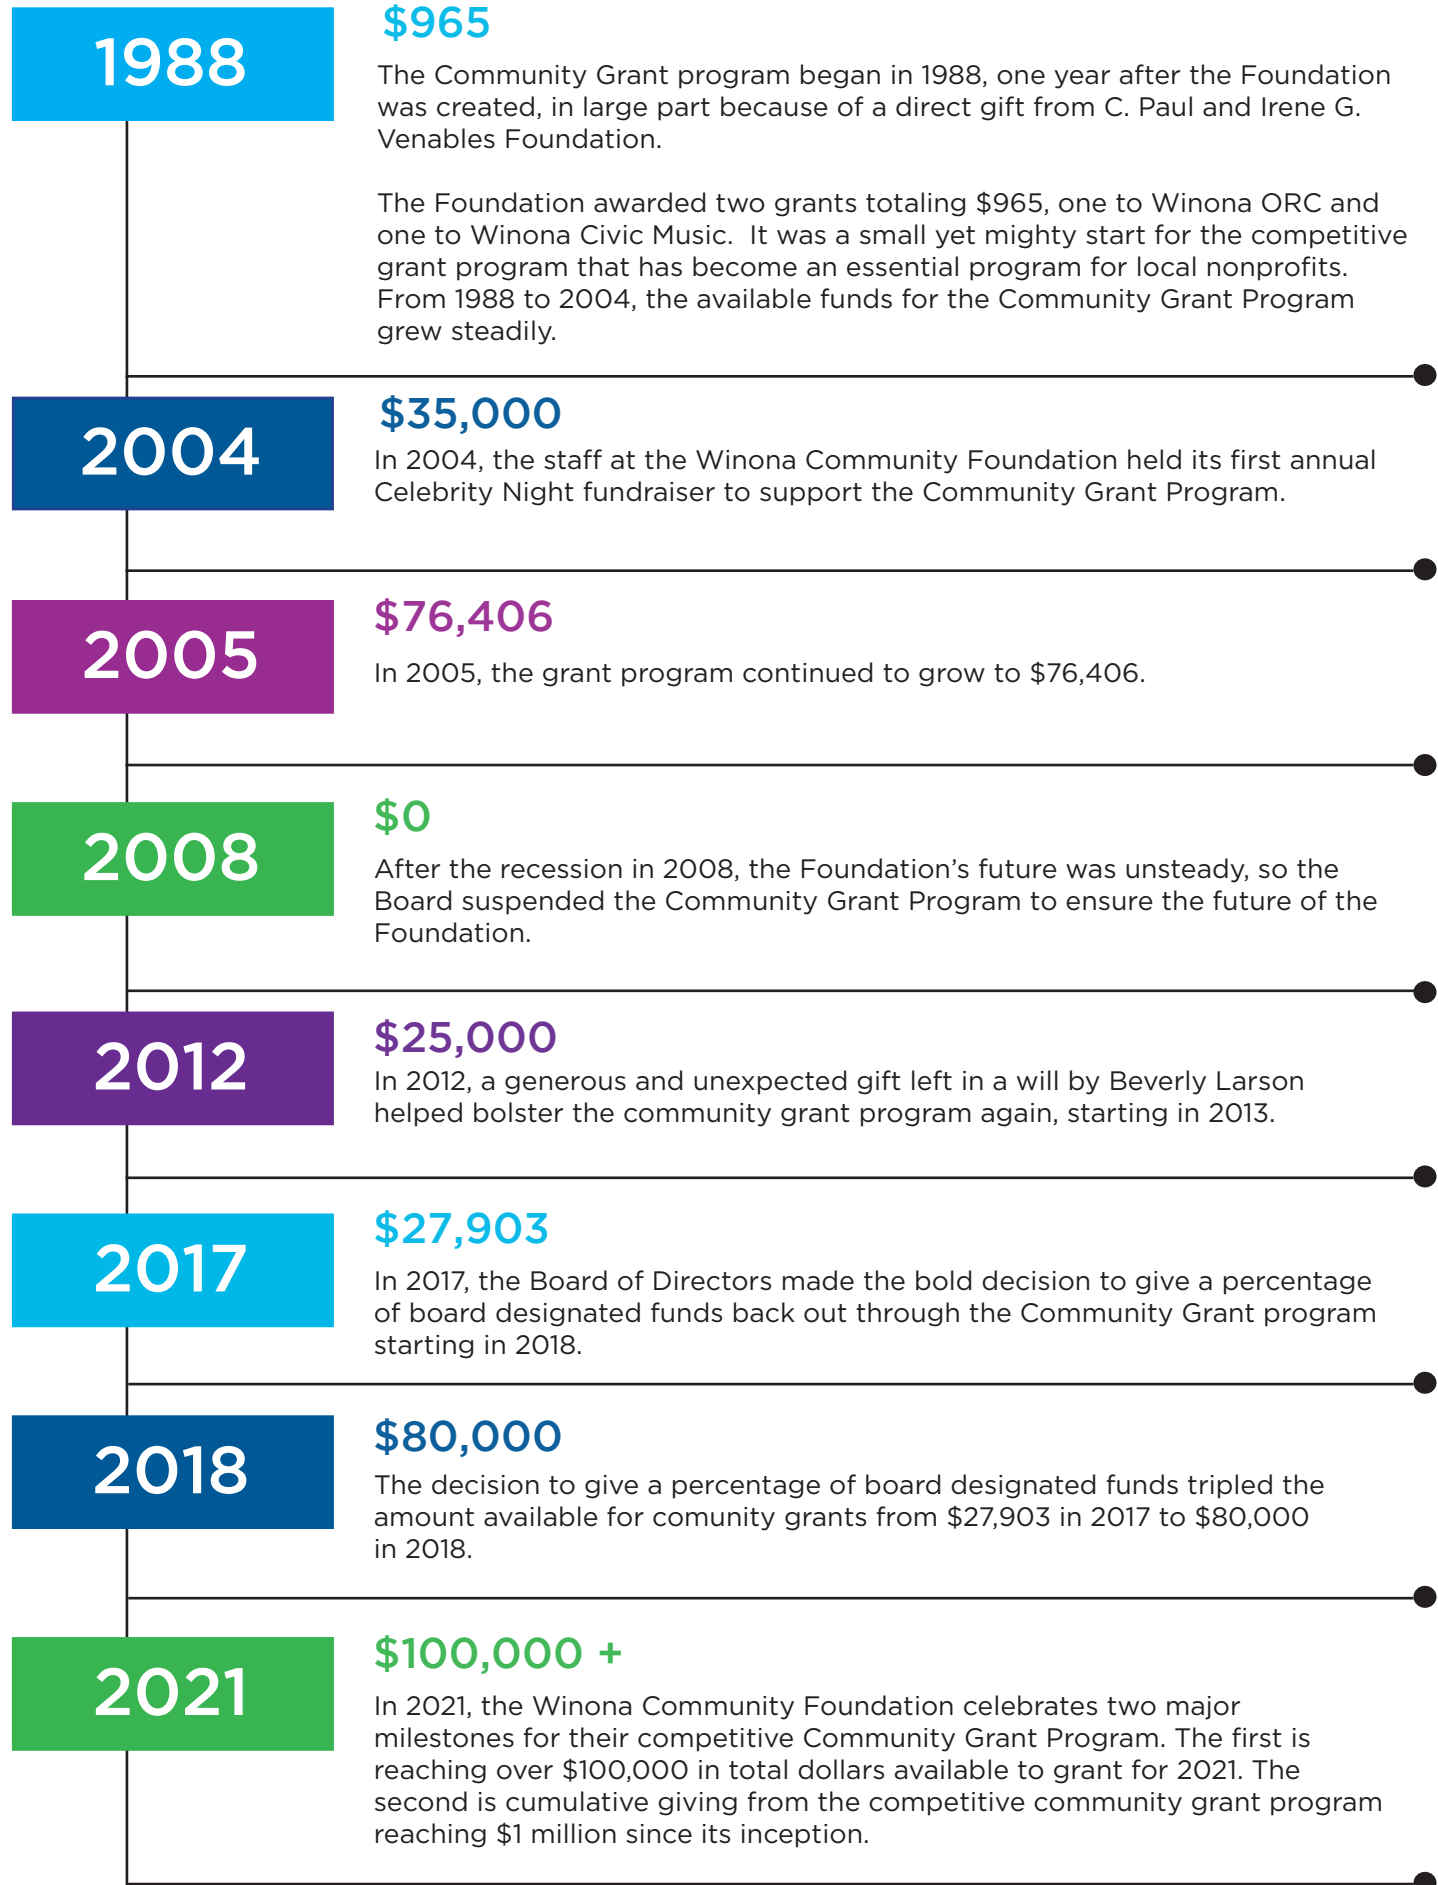 1988
$965
The Community Grant program began in 1988, one year after the Foundation
was created, in large part because of a direct gift from C. Paul and Irene G.
Venables Foundation.
The Foundation awarded two grants totaling $965, one to Winona ORC and
one to Winona Civic Music.  It was a small yet mighty start for the competitive
grant program that has become an essential program for local nonprofits.
From 1988 to 2004, the available funds for the Community Grant Program
grew steadily.
2004
$35,000
In 2004, the staff at the Winona Community Foundation held its first annual
Celebrity Night fundraiser to support the Community Grant Program.
2005
$76,406
In 2005, the grant program continued to grow to $76,406.
2008
$0
After the recession in 2008, the Foundation’s future was unsteady, so the
Board suspended the Community Grant Program to ensure the future of the
Foundation.
2012
$25,000
In 2012, a generous and unexpected gift left in a will by Beverly Larson
helped bolster the community grant program again, starting in 2013.
2017
$27,903
In 2017, the Board of Directors made the bold decision to give a percentage
of board designated funds back out through the Community Grant program
starting in 2018.
2018
$80,000
The decision to give a percentage of board designated funds tripled the
amount available for comunity grants from $27,903 in 2017 to $80,000
in 2018.
2021
$100,000 +
In 2021, the Winona Community Foundation celebrates two major
milestones for their competitive Community Grant Program. The first is
reaching over $100,000 in total dollars available to grant for 2021. The
second is cumulative giving from the competitive community grant program
reaching $1 million since its inception.